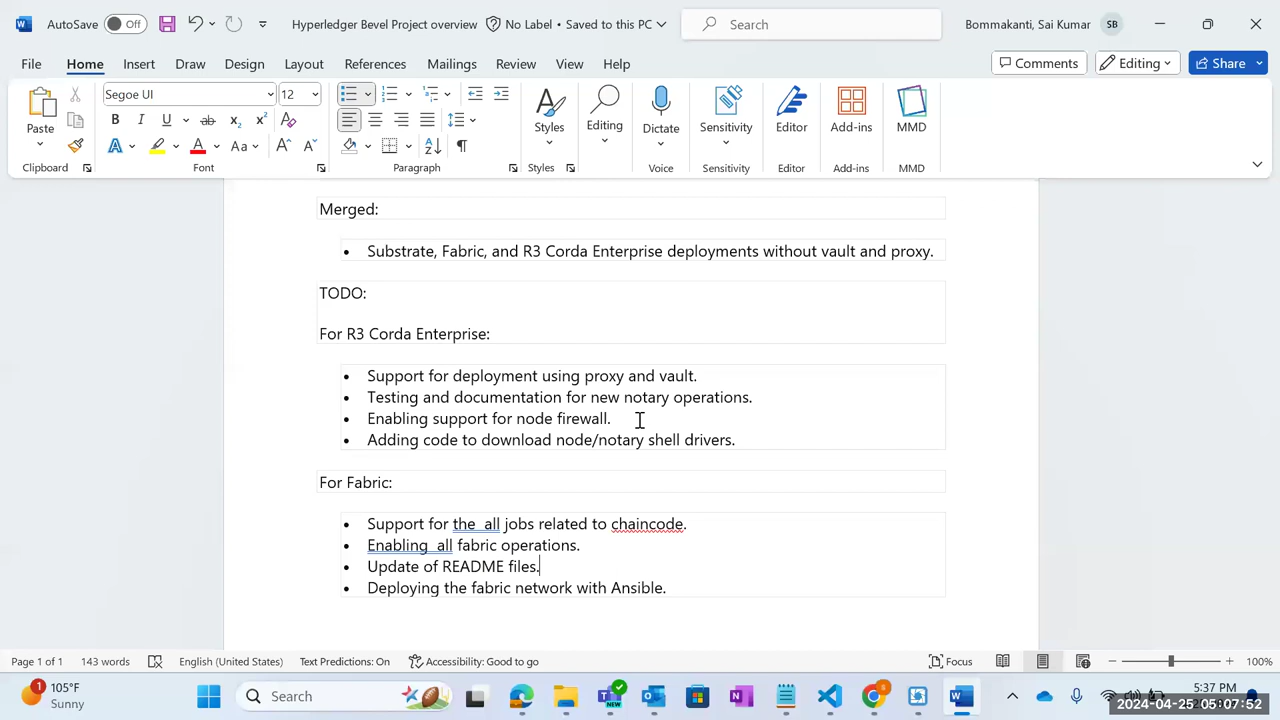 AutoSave Off Hyperledger Bevel Project overview No Label • Saved to this PC Search Bommakanti, Sai Kumar SB
File Home Insert Draw Design Layout References Mailings Review View Help Comments Editing Share
Segoe UI 12
Paste Styles Editing Dictate Sensitivity Editor Add-ins MMD
Clipboard Font Paragraph Styles Voice Sensitivity Editor Add-ins MMD
Merged:
• Substrate, Fabric, and R3 Corda Enterprise deployments without vault and proxy.
TODO:
For R3 Corda Enterprise:
• Support for deployment using proxy and vault.
• Testing and documentation for new notary operations.
• Enabling support for node firewall.
• Adding code to download node/notary shell drivers.
For Fabric:
• Support for the  all jobs related to chaincode.
• Enabling  all fabric operations.
• Update of README files.
• Deploying the fabric network with Ansible.
Page 1 of 1 143 words English (United States) Text Predictions: On Accessibility: Good to go Focus 100%
105°F
Sunny
Search
5:37 PM
2024-04-25 05:07:52